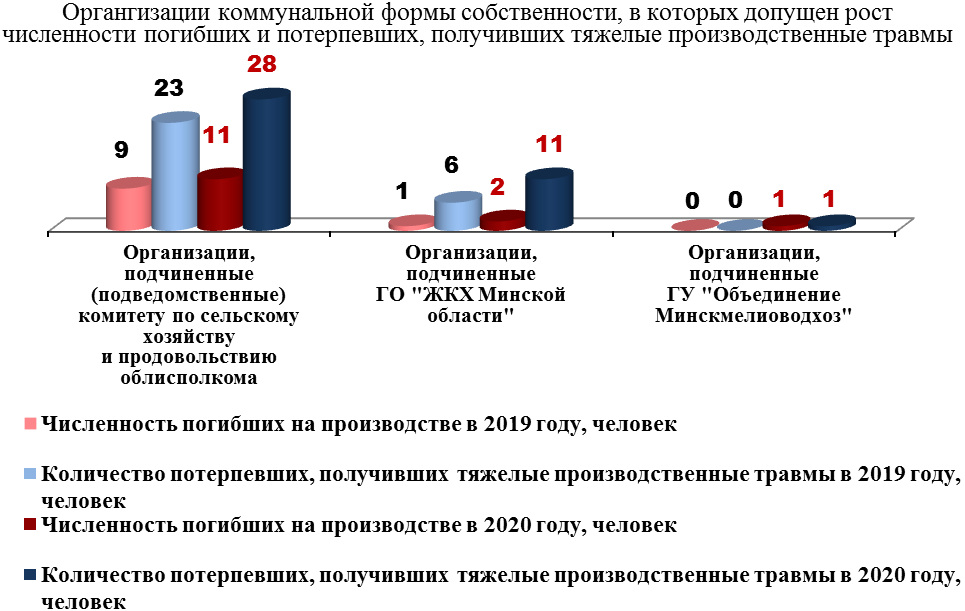 Органгизации коммунальной формы собственности, в которых допущен рост
численности погибших и потерпевших, получивших тяжелые производственные травмы
9
23
11
28
1
6
2
11
0
0
1
1
Организации,
подчиненные
(подведомственные)
комитету по сельскому
хозяйству
и продовольствию
облисполкома
Организации,
подчиненные
ГО "ЖКХ Минской
области"
Организации,
подчиненные
ГУ "Объединение
Минскмелиоводхоз"
Численность погибших на производстве в 2019 году, человек
Количество потерпевших, получивших тяжелые производственные травмы в 2019 году,
человек
Численность погибших на производстве в 2020 году, человек
Количество потерпевших, получивших тяжелые производственные травмы в 2020 году,
человек